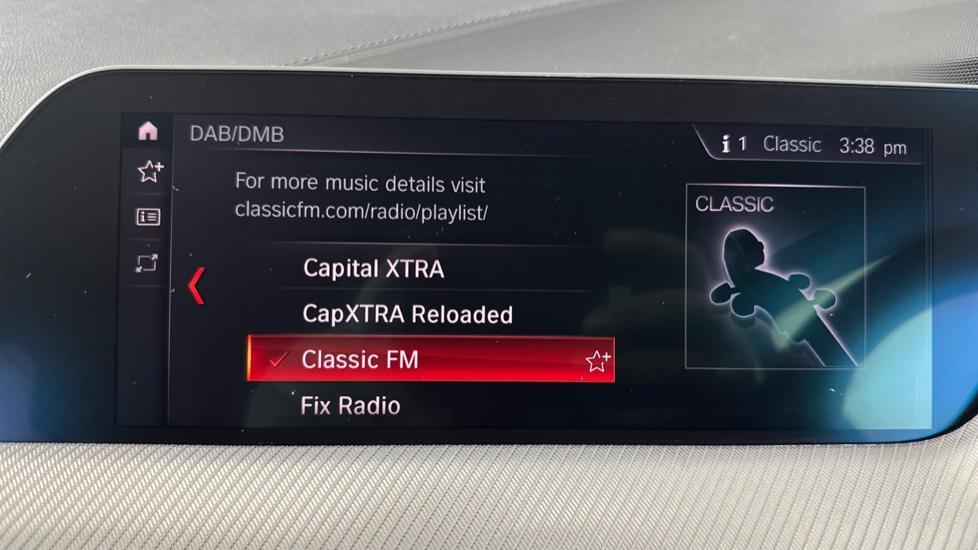 DAB/DMB
1 Classic 3:38 pm
For more music details visit
classicfm.com/radio/playlist/
CLASSIC
Capital XTRA
CapXTRA Reloaded
Classic FM
Fix Radio